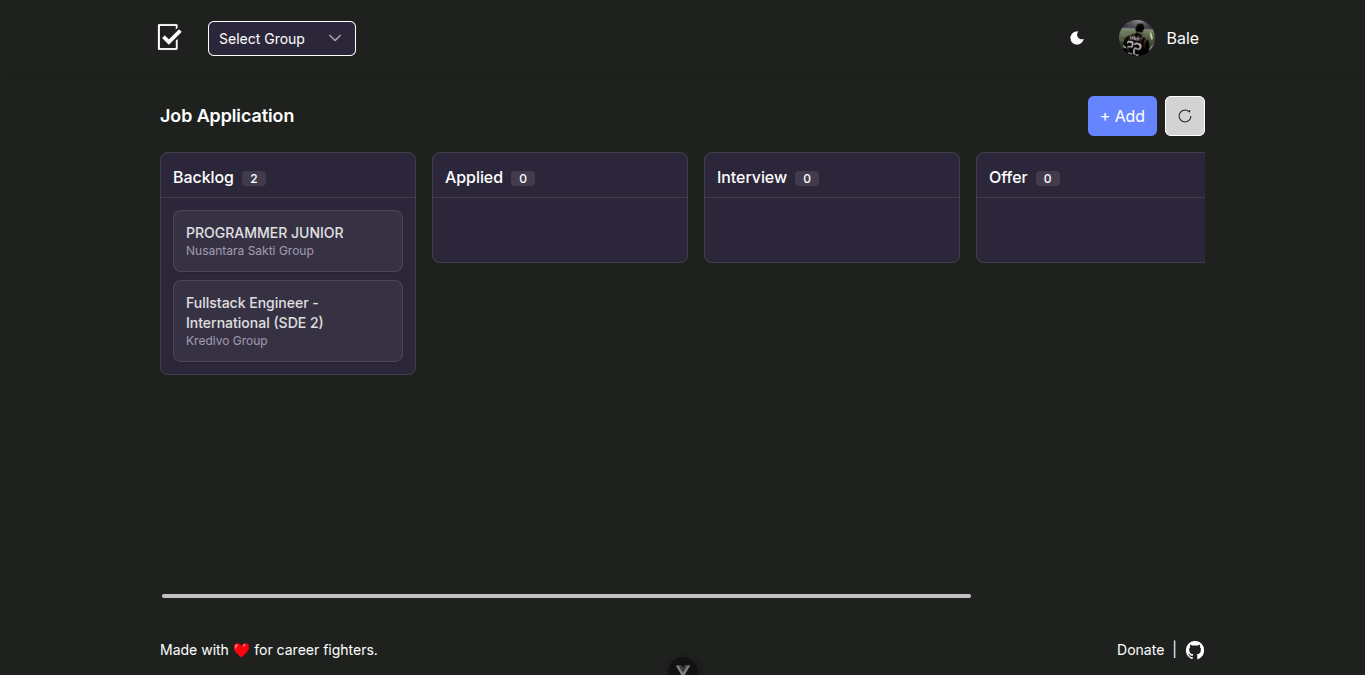 Select Group
Bale
Job Application
+ Add
Backlog 2
PROGRAMMER JUNIOR
Nusantara Sakti Group
Fullstack Engineer -
International (SDE 2)
Kredivo Group
Applied 0
Interview 0
Offer 0
Made with ❤️ for career fighters.
Donate |